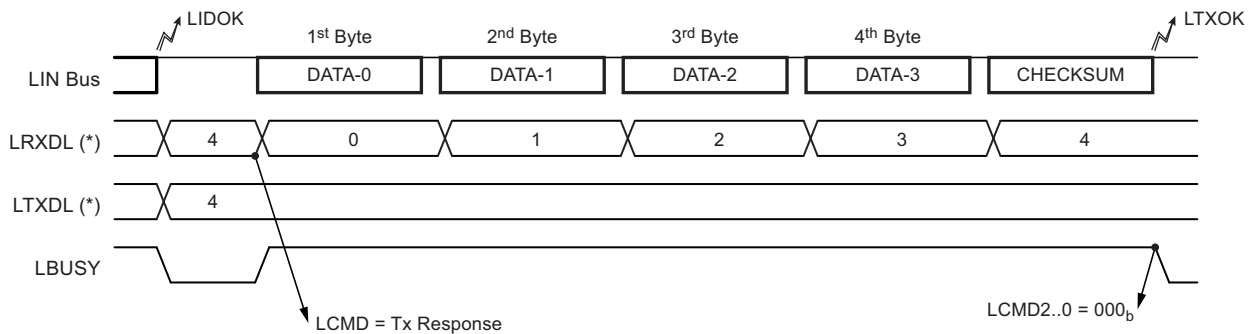 LIDOK
LTXOK
1st Byte 2nd Byte 3rd Byte 4th Byte
LIN Bus DATA-0 DATA-1 DATA-2 DATA-3 CHECKSUM
LRXDL (*) 4 0 1 2 3 4
LTXDL (*) 4
LBUSY
LCMD = Tx Response
LCMD2..0 = 000b